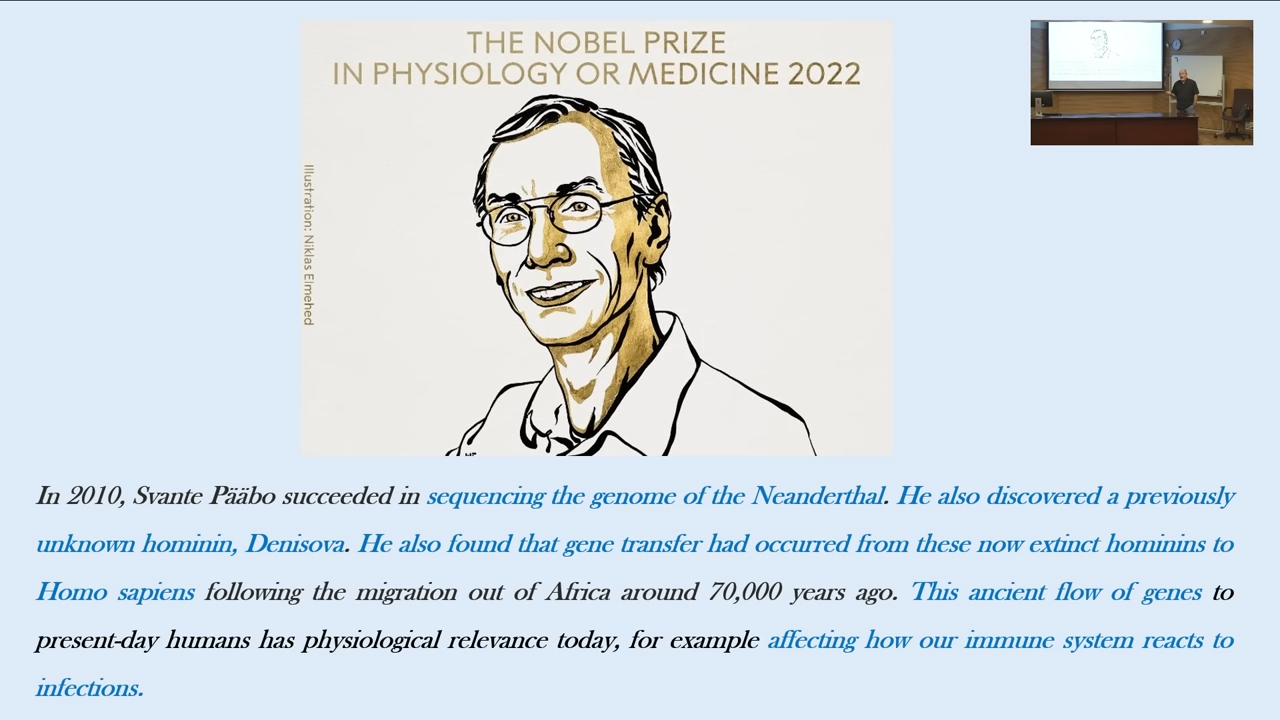 THE NOBEL PRIZE
IN PHYSIOLOGY OR MEDICINE 2022
Illustration: Niklas Elmehed
In 2010, Svante Pääbo succeeded in sequencing the genome of the Neanderthal. He also discovered a previously
unknown hominin, Denisova. He also found that gene transfer had occurred from these now extinct hominins to
Homo sapiens following the migration out of Africa around 70,000 years ago. This ancient flow of genes to
present-day humans has physiological relevance today, for example affecting how our immune system reacts to
infections.